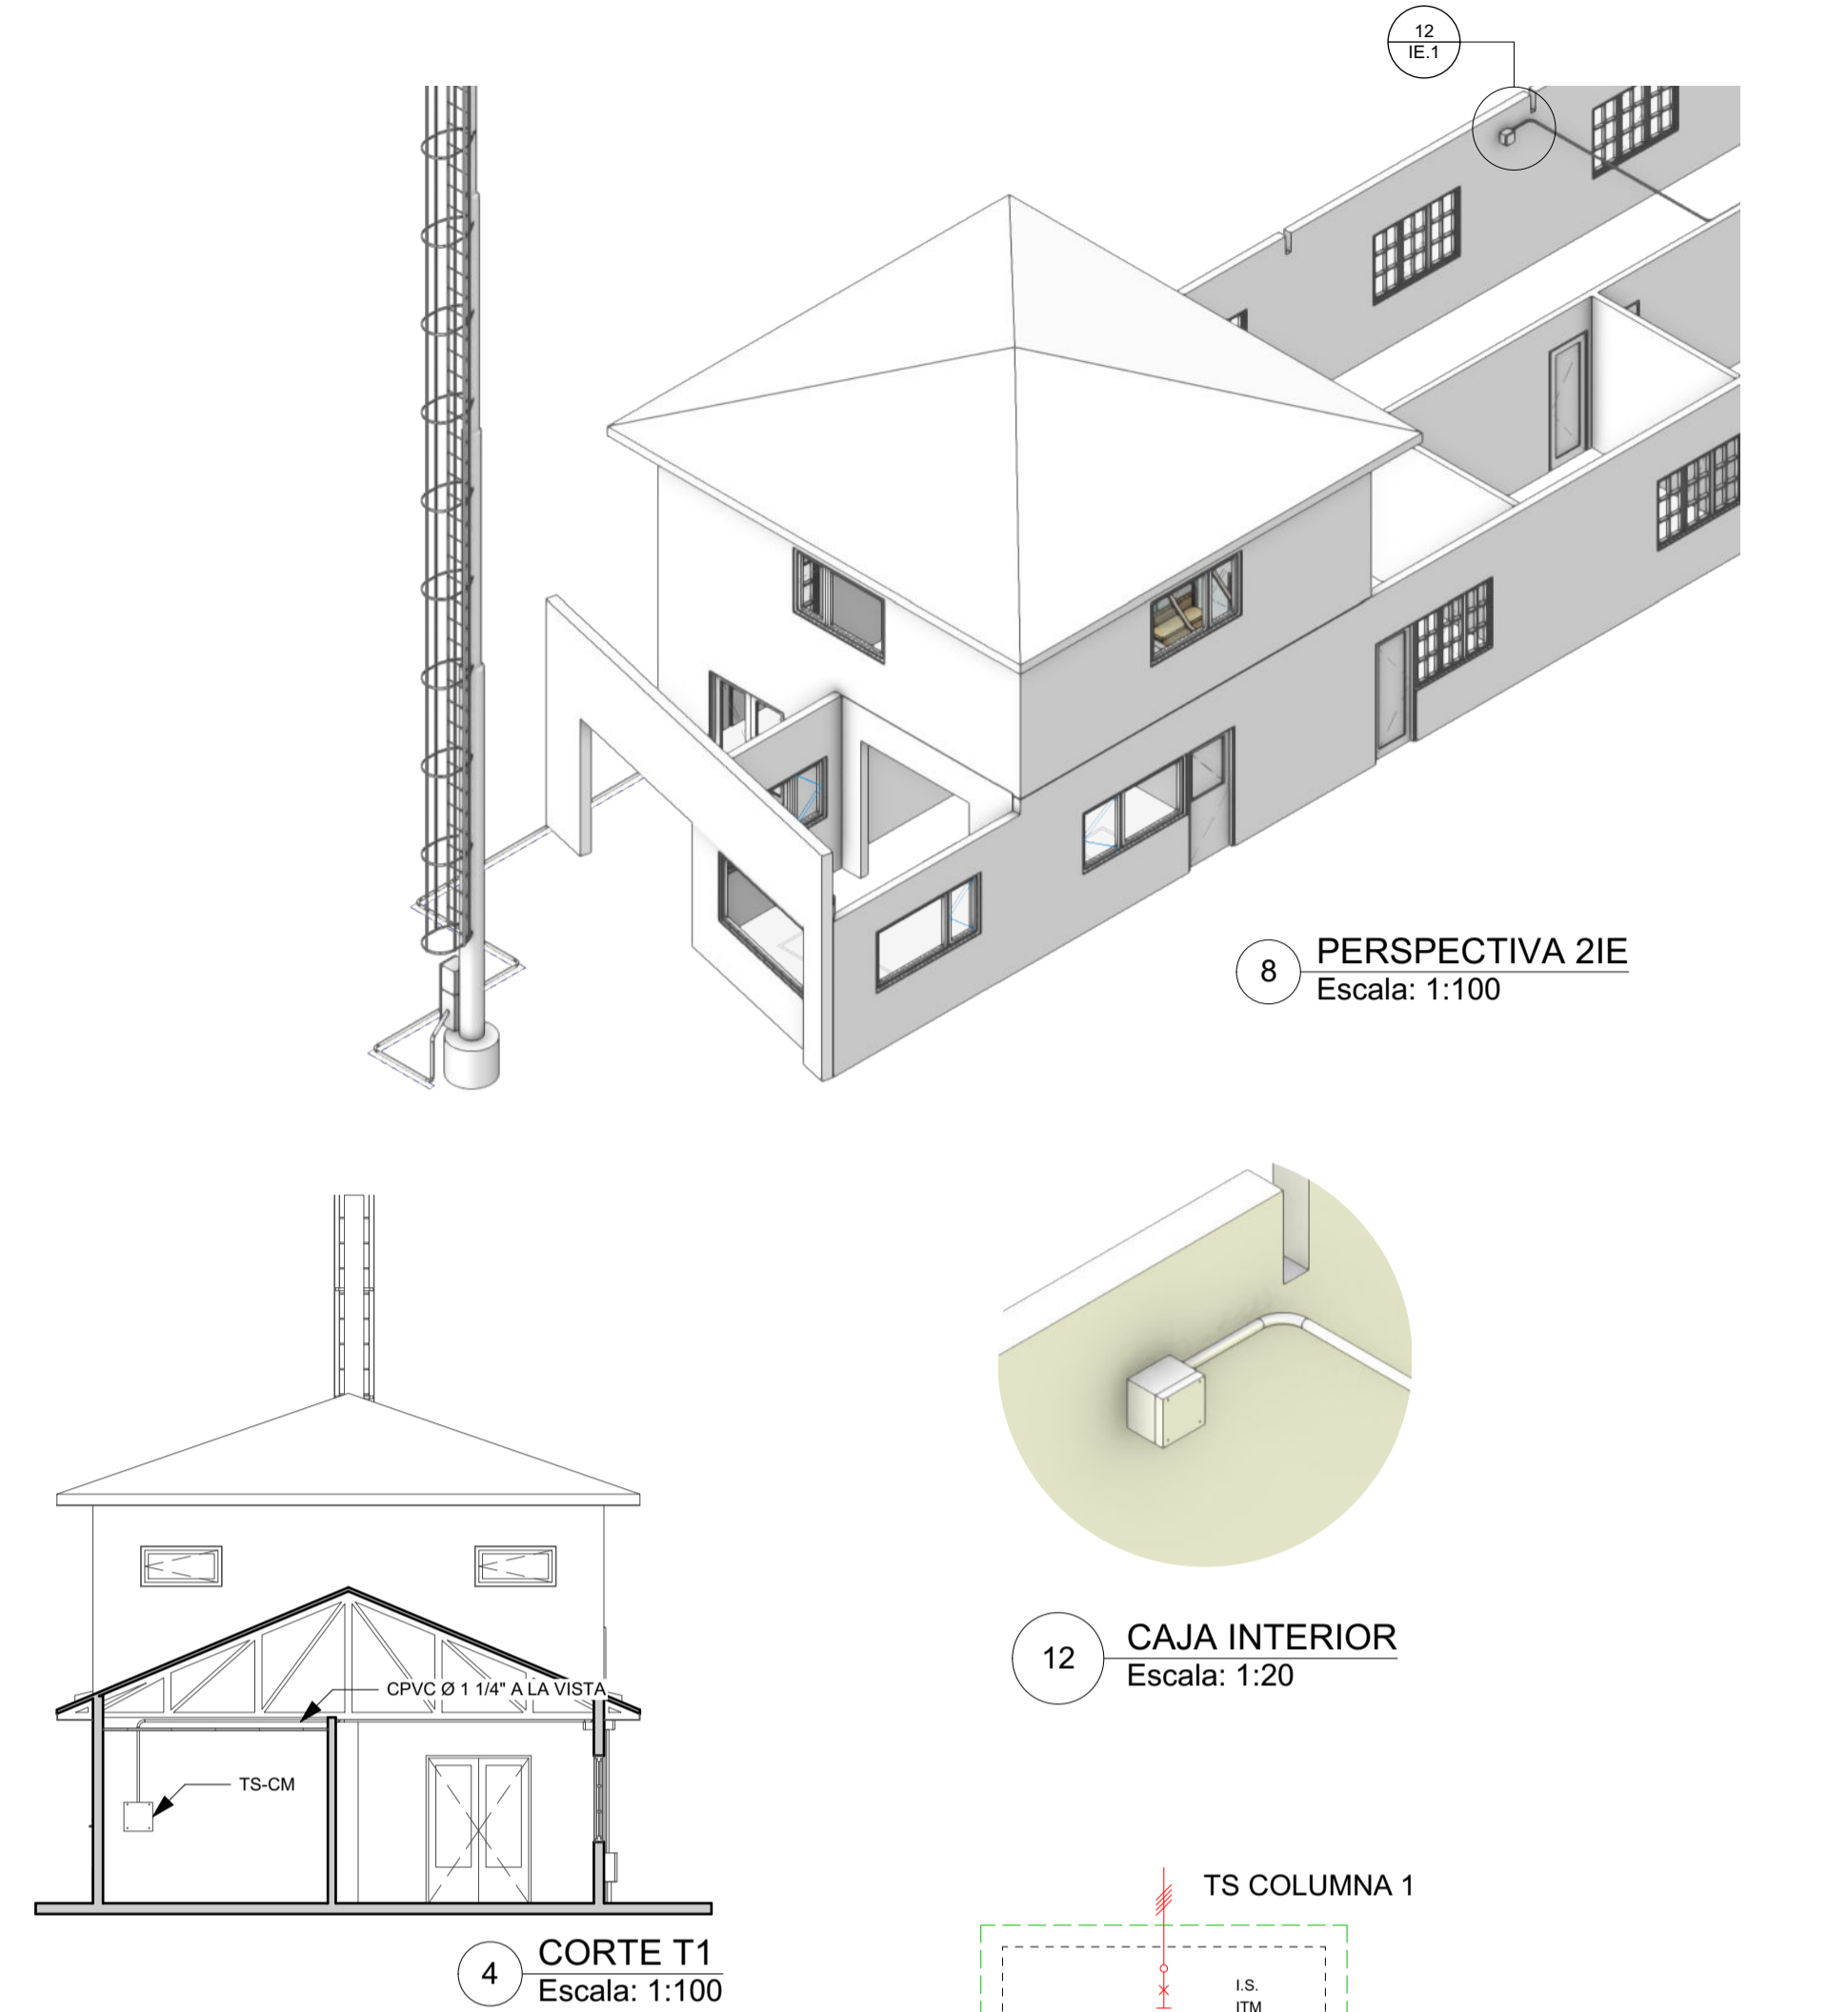 12
IE.1
8
PERSPECTIVA 2IE
Escala: 1:100
12
CAJA INTERIOR
Escala: 1:20
CPVC Ø 1 1/4" A LA VISTA
TS-CM
4
CORTE T1
Escala: 1:100
TS COLUMNA 1
I.S.
ITM